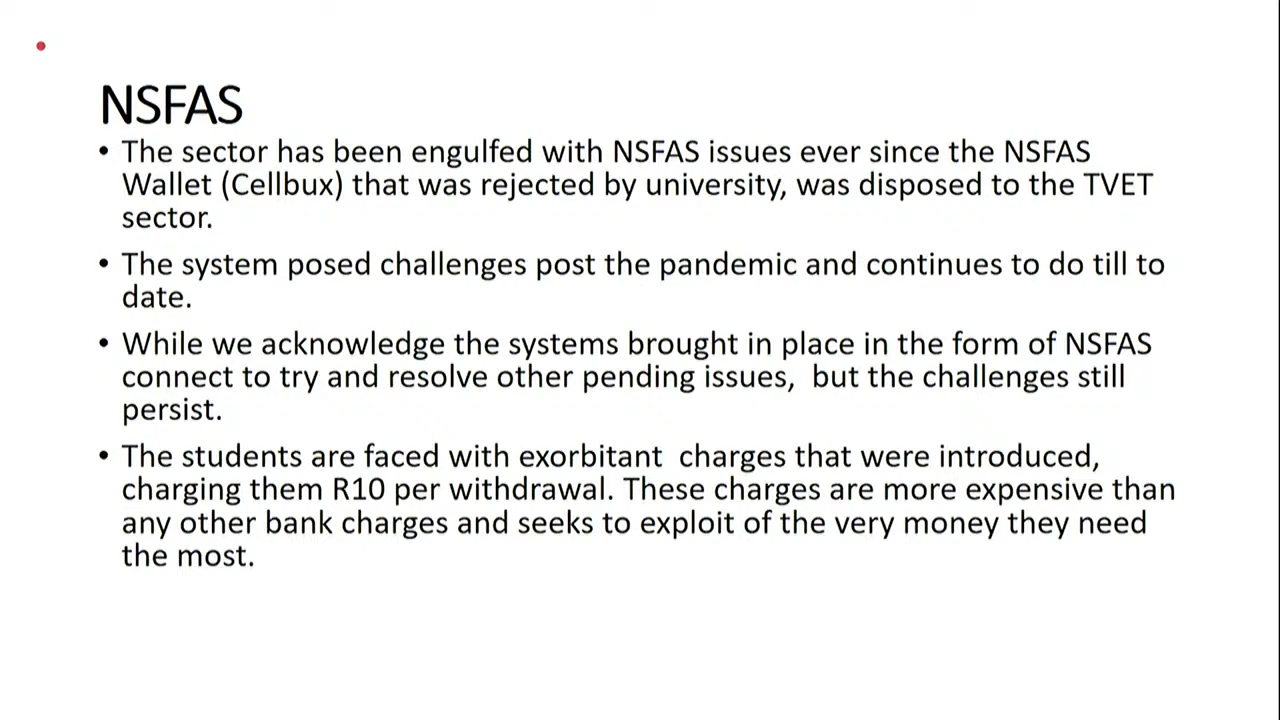 NSFAS
• The sector has been engulfed with NSFAS issues ever since the NSFAS
Wallet (Cellbux) that was rejected by university, was disposed to the TVET
sector.
• The system posed challenges post the pandemic and continues to do till to
date.
• While we acknowledge the systems brought in place in the form of NSFAS
connect to try and resolve other pending issues,  but the challenges still
persist.
• The students are faced with exorbitant  charges that were introduced,
charging them R10 per withdrawal. These charges are more expensive than
any other bank charges and seeks to exploit of the very money they need
the most.